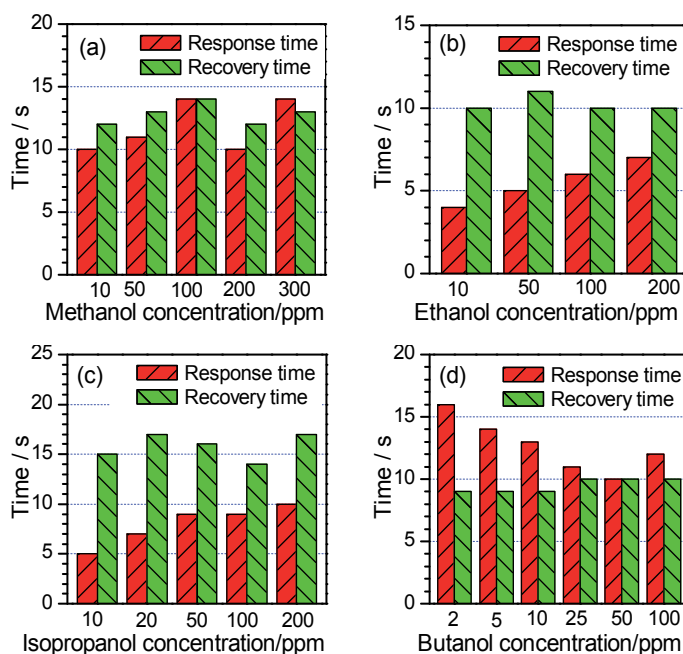 (a)
Response time
Recovery time
Time / s
20
15
10
5
0
10 50 100 200 300
Methanol concentration/ppm
(b)
Response time
Recovery time
Time / s
15
10
5
0
10 50 100 200
Ethanol concentration/ppm
(c)
Response time
Recovery time
Time / s
25
20
15
10
5
0
10 20 50 100 200
Isopropanol concentration/ppm
(d)
Response time
Recovery time
Time / s
20
15
10
5
0
2 5 10 25 50 100
Butanol concentration/ppm